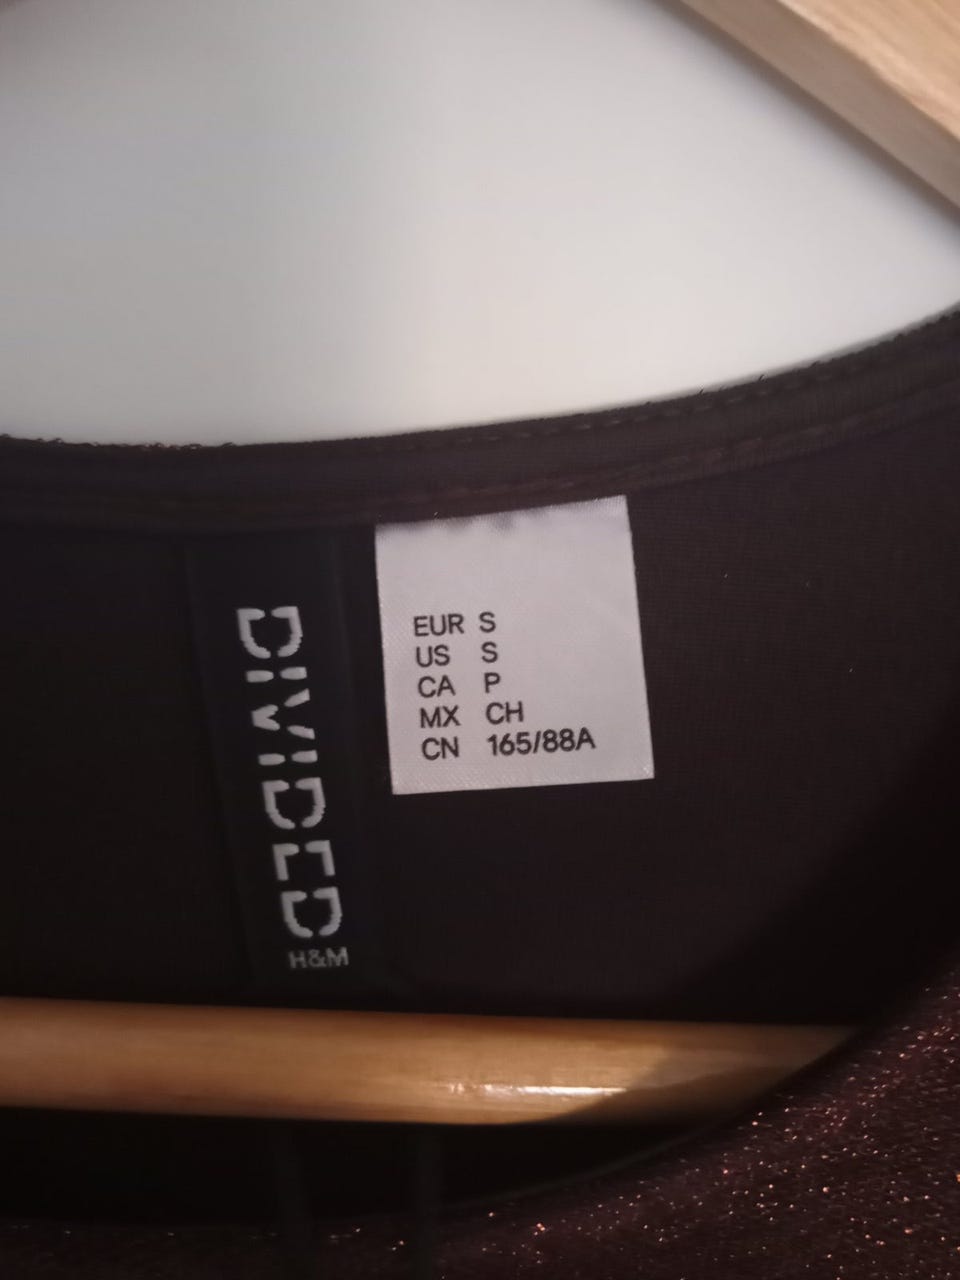 DIVIDED
H&M
EUR S
US S
CA P
MX CH
CN 165/88A